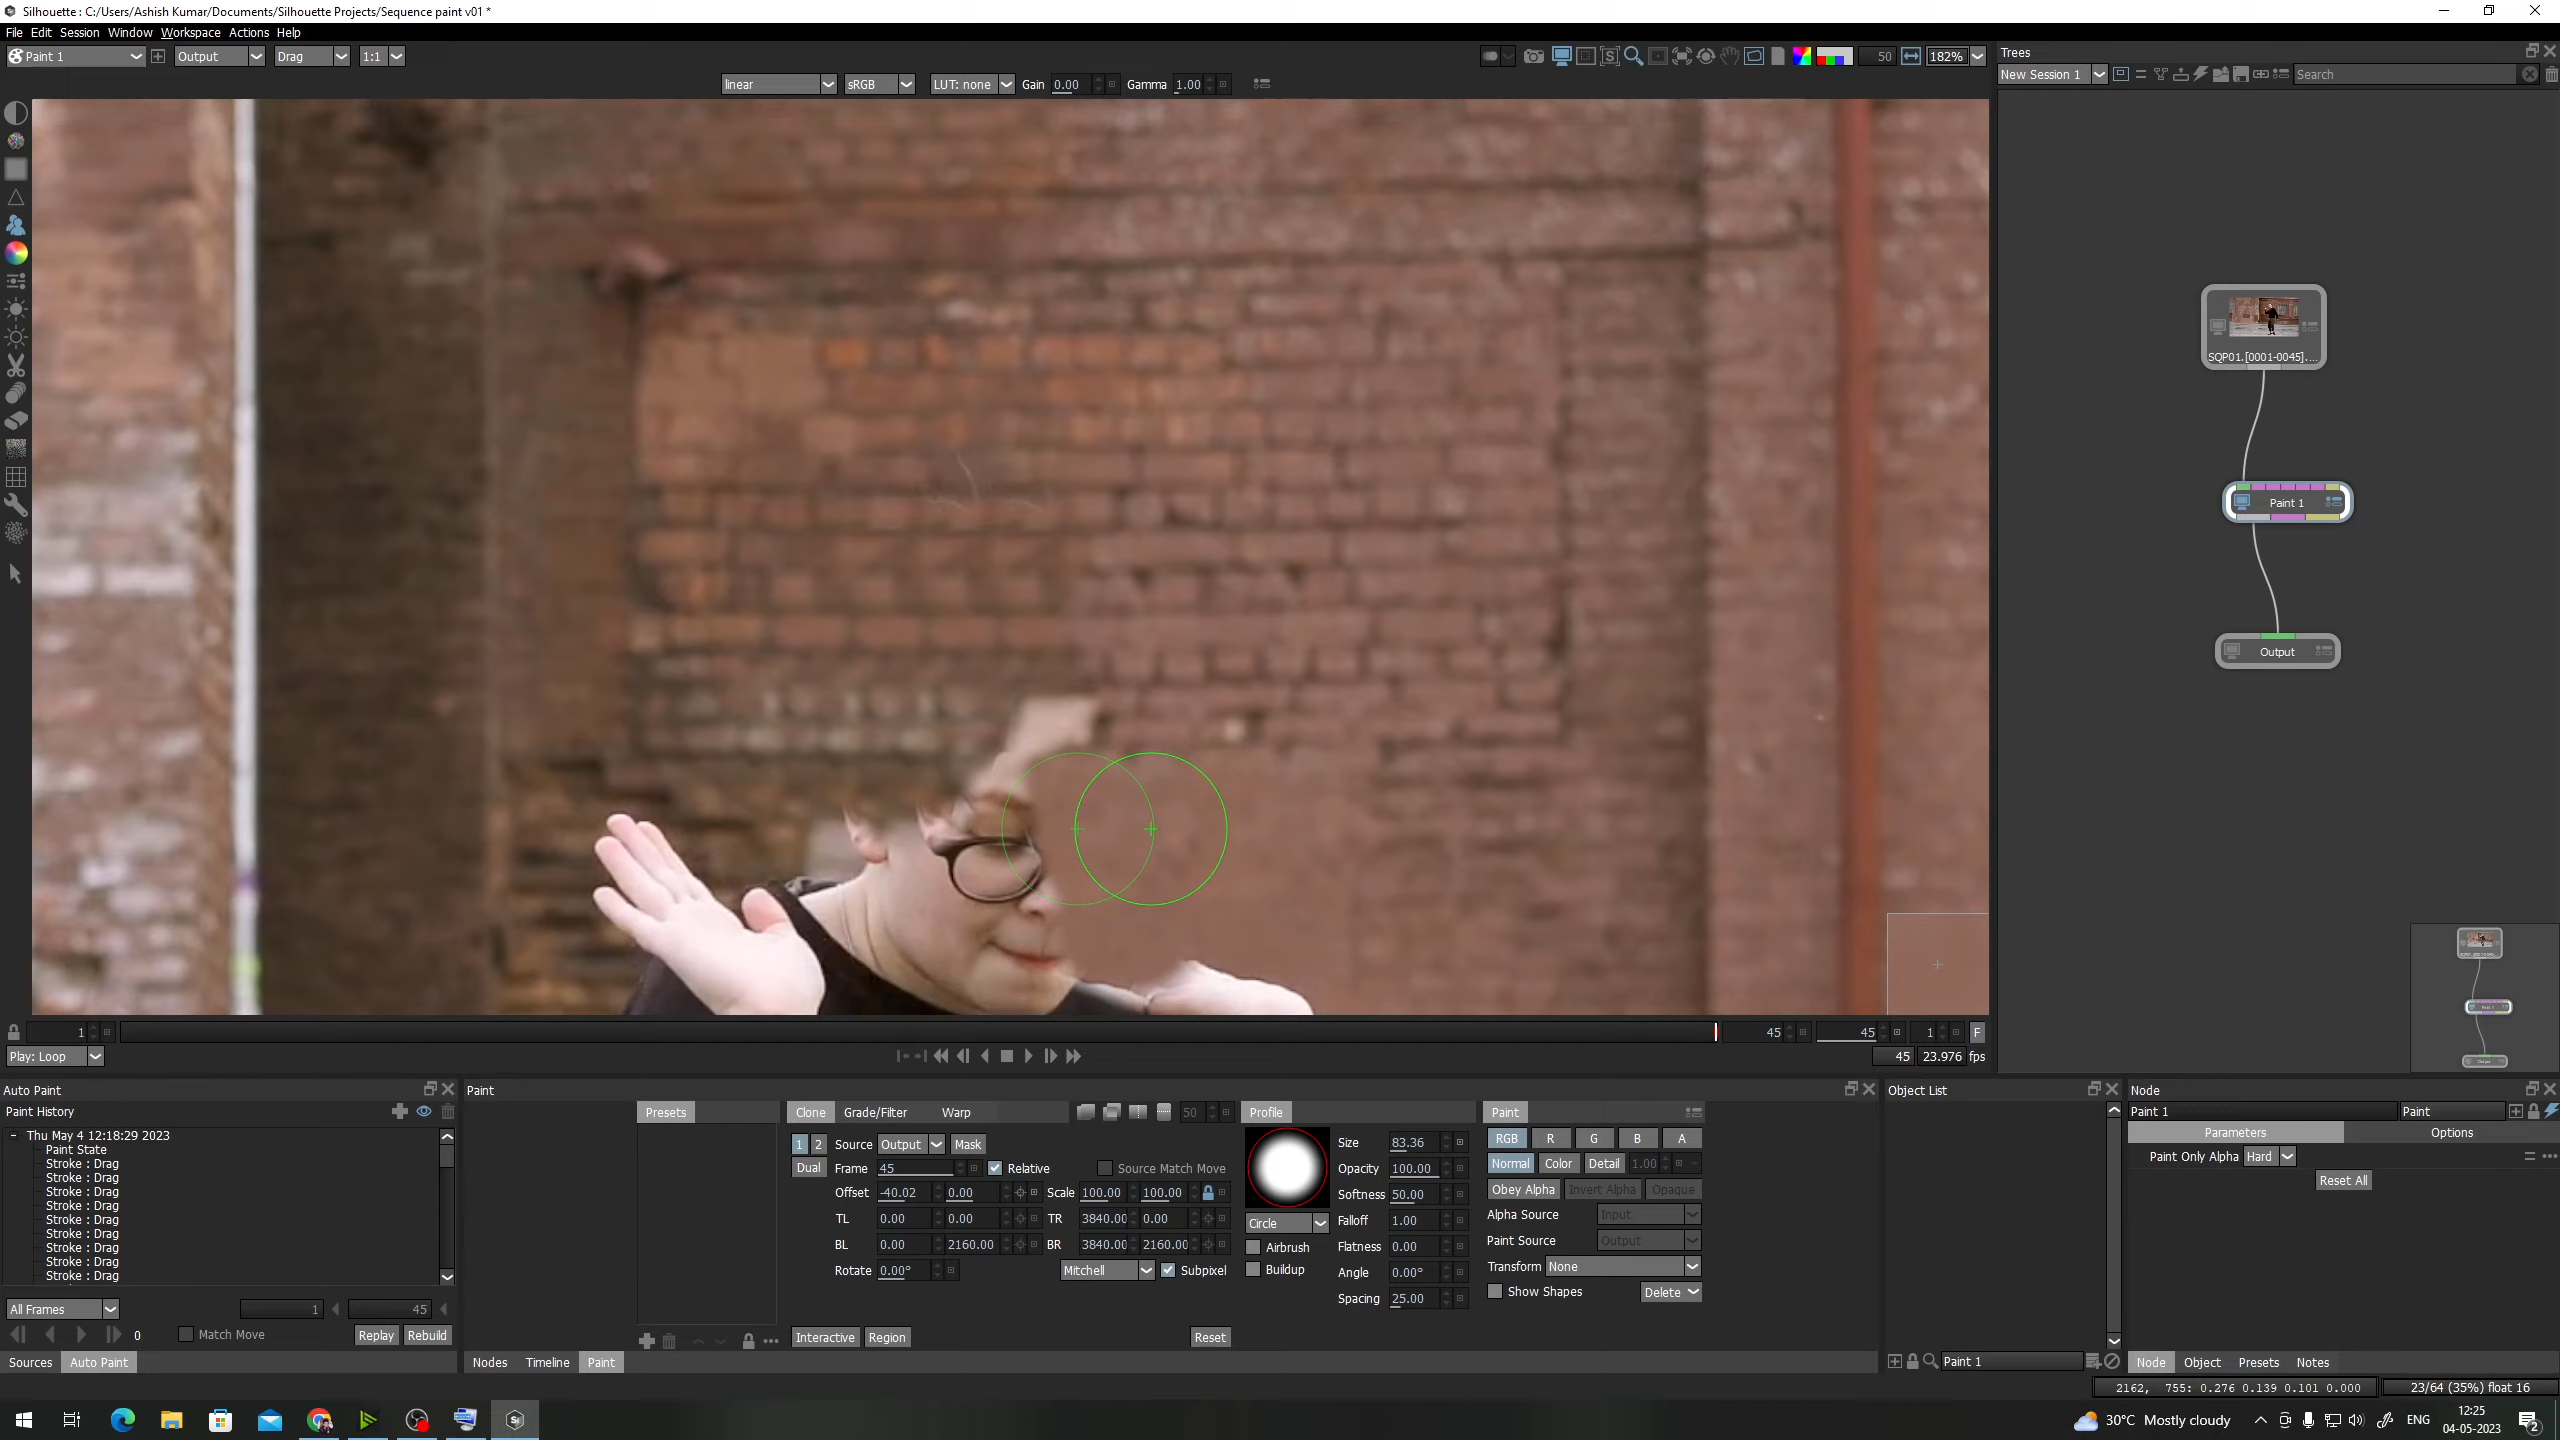 Silhouette : C:/Users/Ashish Kumar/Documents/Silhouette Projects/Sequence paint v01 *
File Edit Session Window Workspace Actions Help
Paint 1 Output Drag 1:1 50 182%
linear sRGB LUT: none Gain 0.00 Gamma 1.00
Trees
New Session 1 Search
SQP01.[0001-0045]....
Paint 1
Output
1 45 45 1 F
Play: Loop 45 23.976 fps
Auto Paint
Paint History
Thu May 4 12:18:29 2023
Paint State
Stroke : Drag
Stroke : Drag
Stroke : Drag
Stroke : Drag
Stroke : Drag
Stroke : Drag
Stroke : Drag
Stroke : Drag
Stroke : Drag
All Frames 1 45
0 Match Move Replay Rebuild
Sources Auto Paint
Paint
Presets
Clone Grade/Filter Warp 50
1 2 Source Output Mask
Dual Frame 45 Relative Source Match Move
Offset -40.02 0.00 Scale 100.00 100.00
TL 0.00 0.00 TR 3840.00 0.00
BL 0.00 2160.00 BR 3840.00 2160.00
Rotate 0.00° Mitchell Subpixel
Interactive Region Reset
Nodes Timeline Paint
Profile
Circle
Airbrush
Buildup
Size 83.36
Opacity 100.00
Softness 50.00
Falloff 1.00
Flatness 0.00
Angle 0.00°
Spacing 25.00
Paint
RGB R G B A
Normal Color Detail 1.00
Obey Alpha Invert Alpha Opaque
Alpha Source Input
Paint Source Output
Transform None
Show Shapes Delete
Object List
Paint 1
Node
Paint 1 Paint
Parameters Options
Paint Only Alpha Hard
Reset All
Node Object Presets Notes
2162, 755: 0.276 0.139 0.101 0.000 23/64 (35%) float 16
30°C Mostly cloudy ENG 12:25
04-05-2023
2